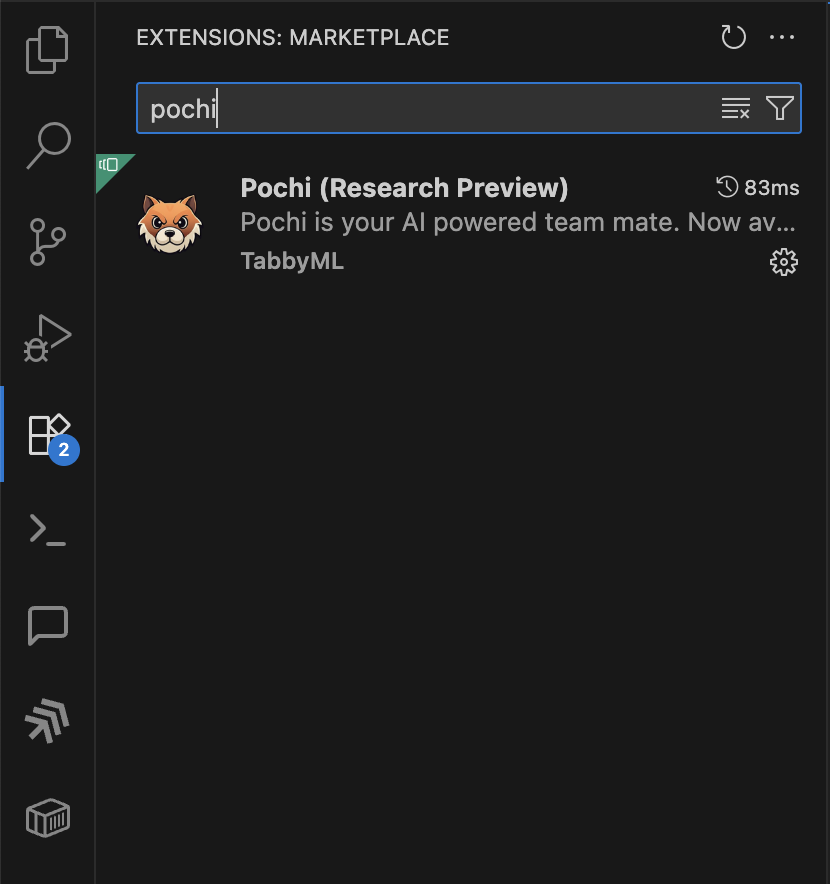 EXTENSIONS: MARKETPLACE
pochi
Pochi (Research Preview)
83ms
Pochi is your AI powered team mate. Now av...
TabbyML
2